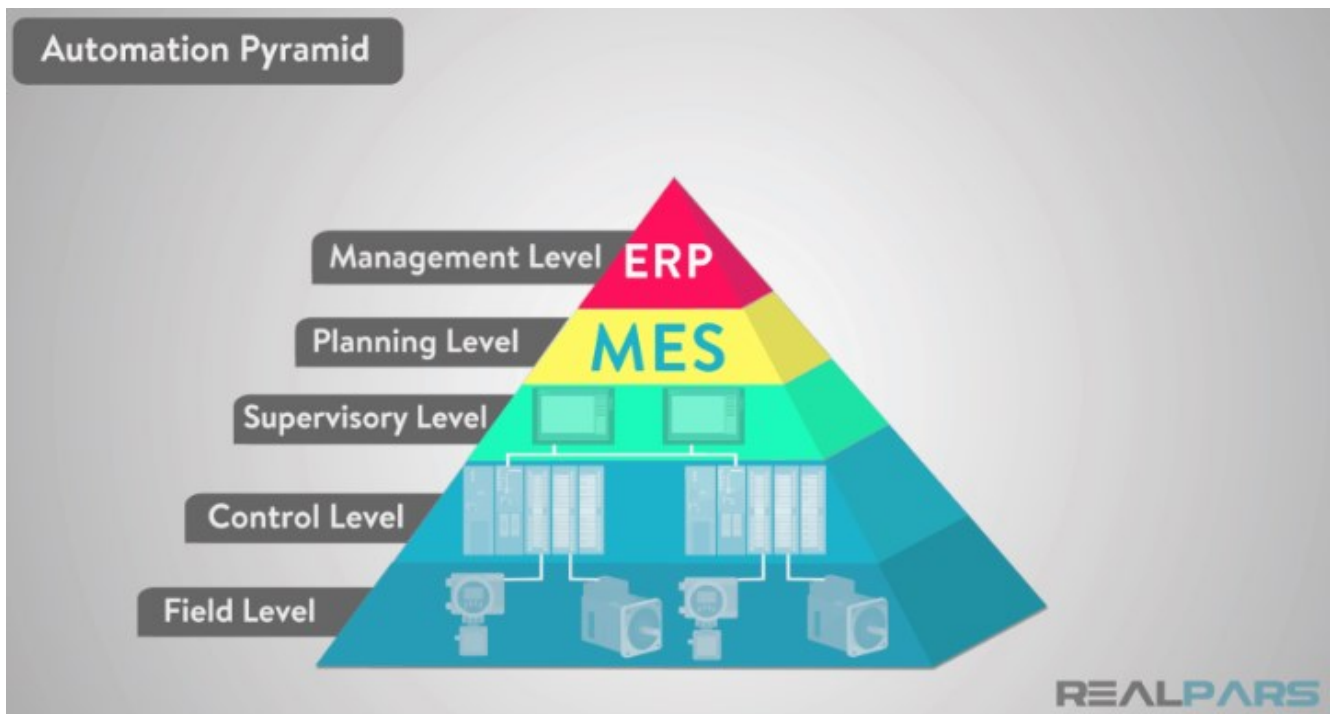 Automation Pyramid
Management Level
ERP
Planning Level
MES
Supervisory Level
Control Level
Field Level
REALPARS